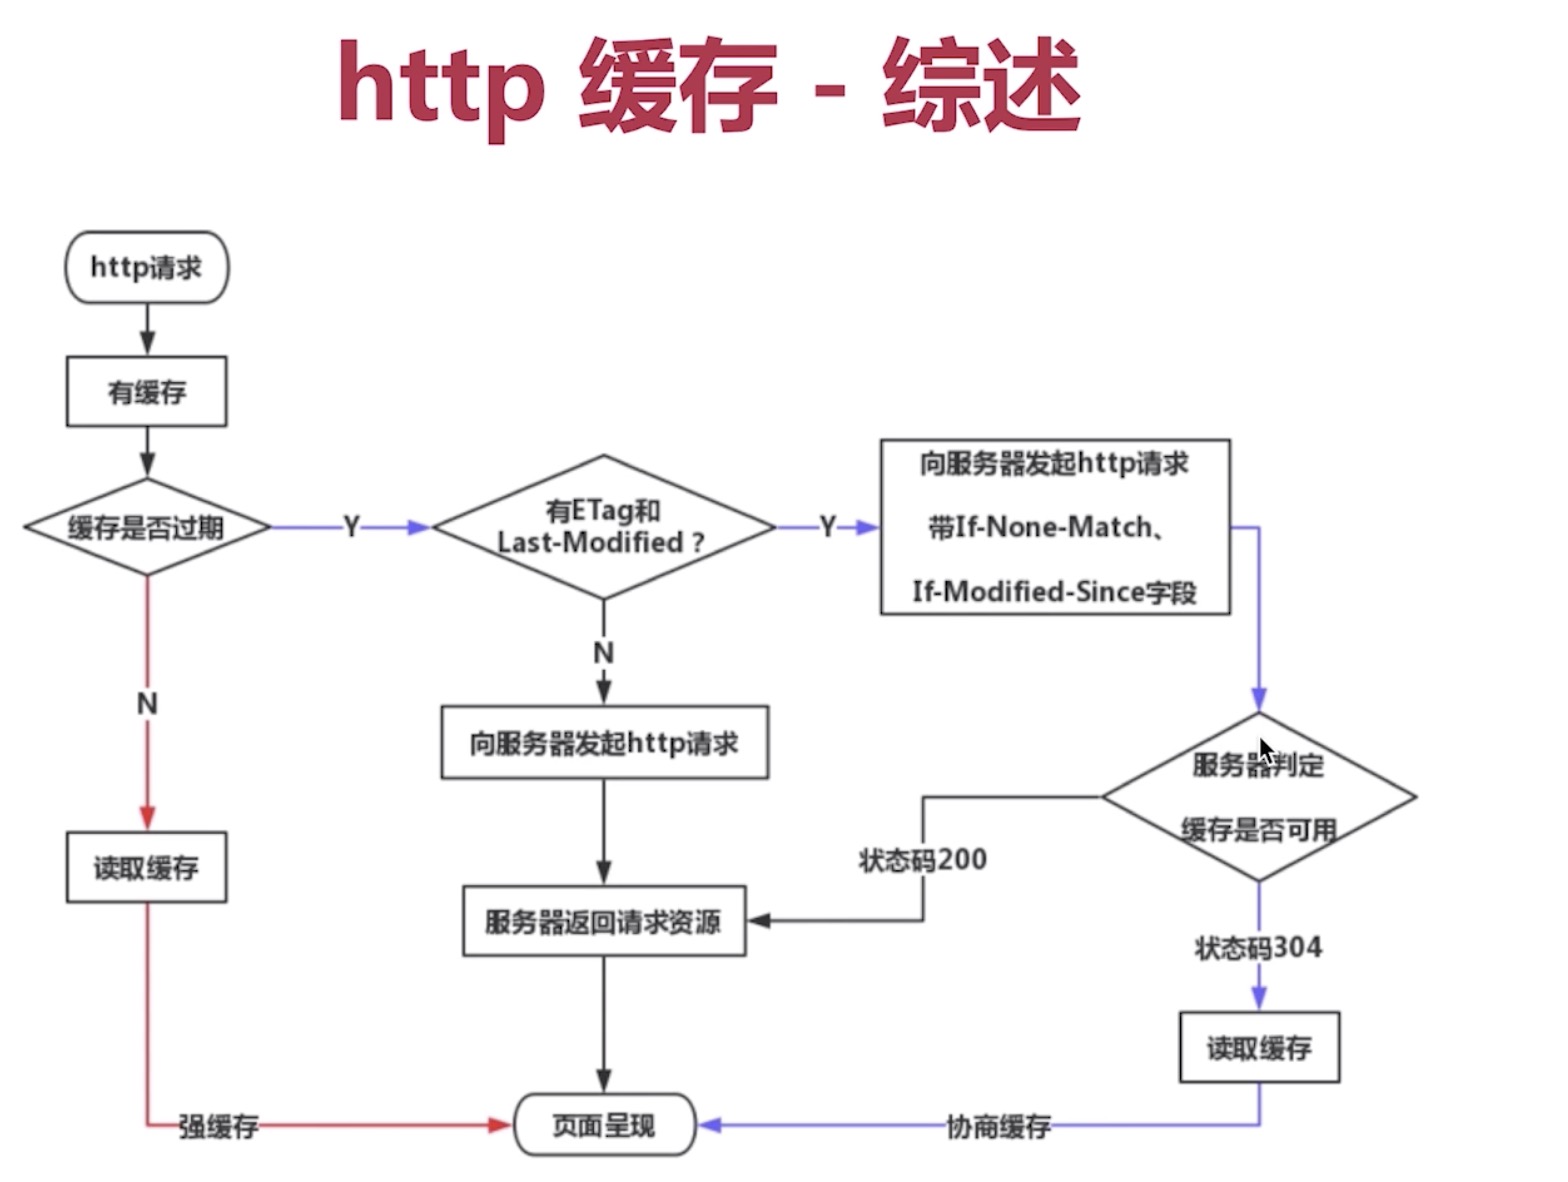 http 缓存 - 综述
http请求
有缓存
缓存是否过期
Y
有ETag和
Last-Modified ?
Y
向服务器发起http请求
带If-None-Match、
If-Modified-Since字段
N
N
向服务器发起http请求
服务器判定
缓存是否可用
读取缓存
状态码200
服务器返回请求资源
状态码304
读取缓存
强缓存
页面呈现
协商缓存